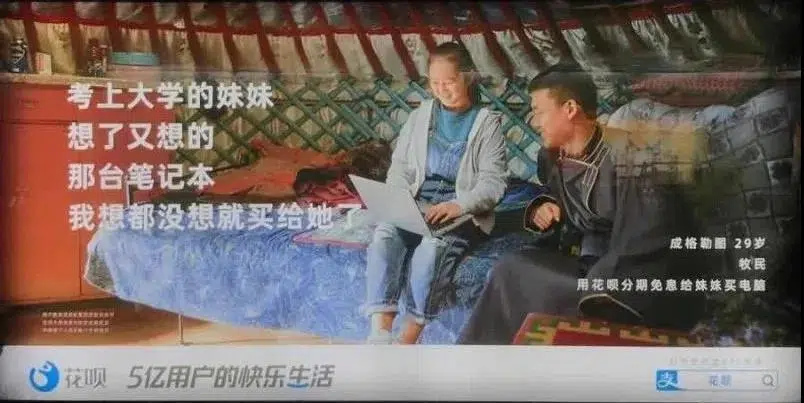 考上大学的妹妹
想了又想的
那台笔记本
我想都没想就买给她了
成格勒图 29岁
牧民
用花呗分期免息给妹妹买电脑
花呗 5亿用户的快乐生活
支 花呗